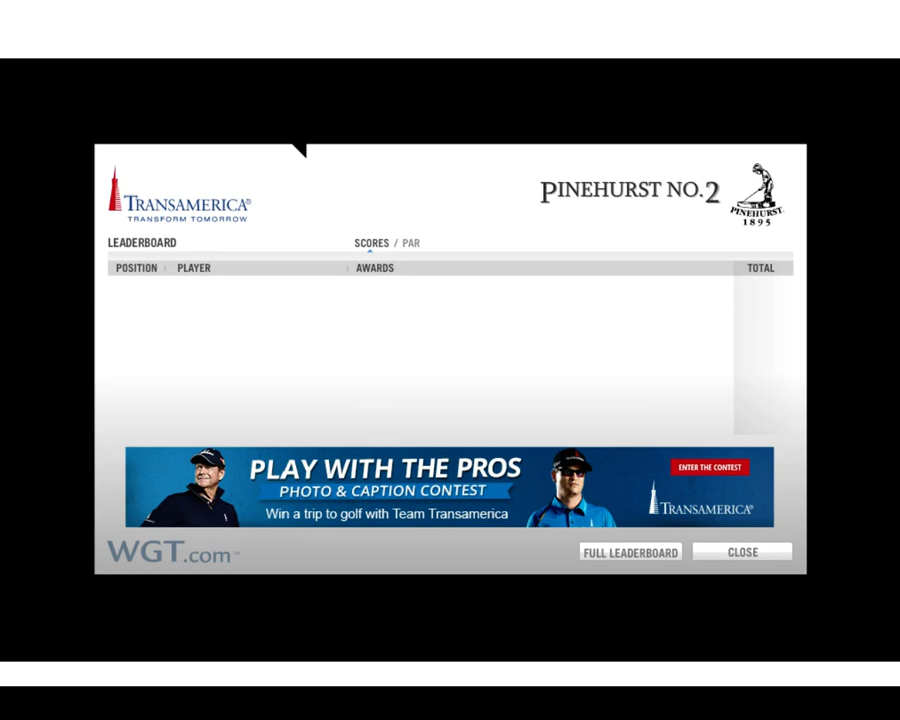 TRANSAMERICA®
TRANSFORM TOMORROW
PINEHURST NO.2
PINEHURST.
1895
LEADERBOARD
SCORES / PAR
POSITION PLAYER AWARDS TOTAL
PLAY WITH THE PROS
PHOTO & CAPTION CONTEST
Win a trip to golf with Team Transamerica
ENTER THE CONTEST
TRANSAMERICA®
WGT.com™
FULL LEADERBOARD
CLOSE